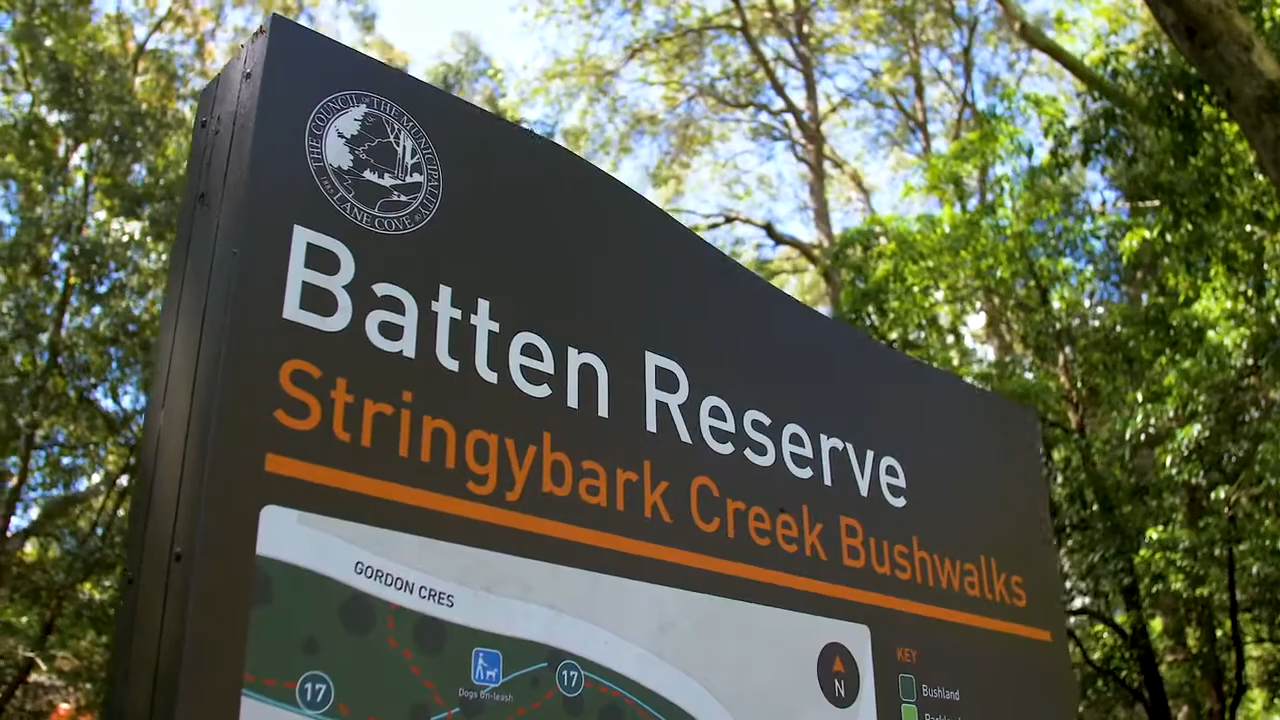 THE COUNCIL OF THE MUNICIPALITY
1895 LANE COVE
Batten Reserve
Stringybark Creek Bushwalks
GORDON CRES
17
Dogs On-leash
17
N
KEY
Bushland